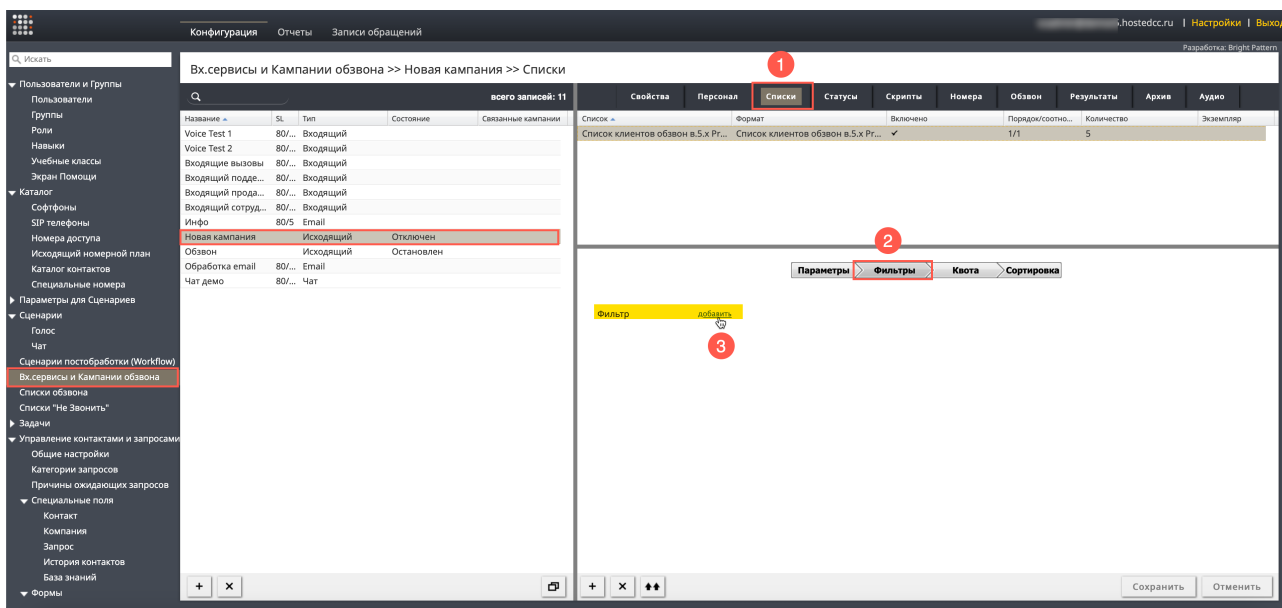 .hostedcc.ru | Настройки | Выход
Конфигурация Отчеты Записи обращений
Разработка: Bright Pattern
Искать
Вх.сервисы и Кампании обзвона >> Новая кампания >> Списки
1
Пользователи и Группы
Пользователи
Группы
Роли
Навыки
Учебные классы
Экран Помощи
Каталог
Софтфоны
SIP телефоны
Номера доступа
Исходящий номерной план
Каталог контактов
Специальные номера
Параметры для Сценариев
Сценарии
Голос
Чат
Сценарии постобработки (Workflow)
Вх.сервисы и Кампании обзвона
Списки обзвона
Списки "Не Звонить"
Задачи
Управление контактами и запросами
Общие настройки
Категории запросов
Причины ожидающих запросов
Специальные поля
Контакт
Компания
Запрос
История контактов
База знаний
Формы
всего записей: 11
Название SL Тип Состояние Связанные кампании
Voice Test 1 80/... Входящий
Voice Test 2 80/... Входящий
Входящие вызовы 80/... Входящий
Входящий подде... 80/... Входящий
Входящий прода... 80/... Входящий
Входящий сотруд... 80/... Входящий
Инфо 80/5 Email
Новая кампания Исходящий Отключен
Обзвон Исходящий Остановлен
Обработка email 80/... Email
Чат демо 80/... Чат
Свойства Персонал Списки Статусы Скрипты Номера Обзвон Результаты Архив Аудио
Список Формат Включено Порядок/соотно... Количество Экземпляр
Список клиентов обзвон в.5.x Pr... Список клиентов обзвон в.5.x Pr... ✔ 1/1 5
2
Параметры Фильтры Квота Сортировка
Фильтр добавить
3
Сохранить Отменить